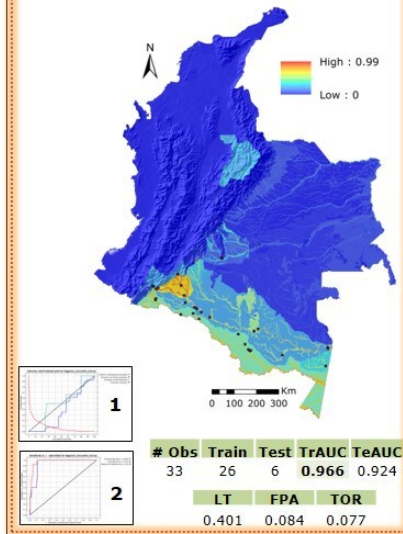 N
High : 0.99
Low : 0
Km
0 100 200 300
1
2
# Obs Train Test TrAUC TeAUC
33 26 6 0.966 0.924
LT FPA TOR
0.401 0.084 0.077